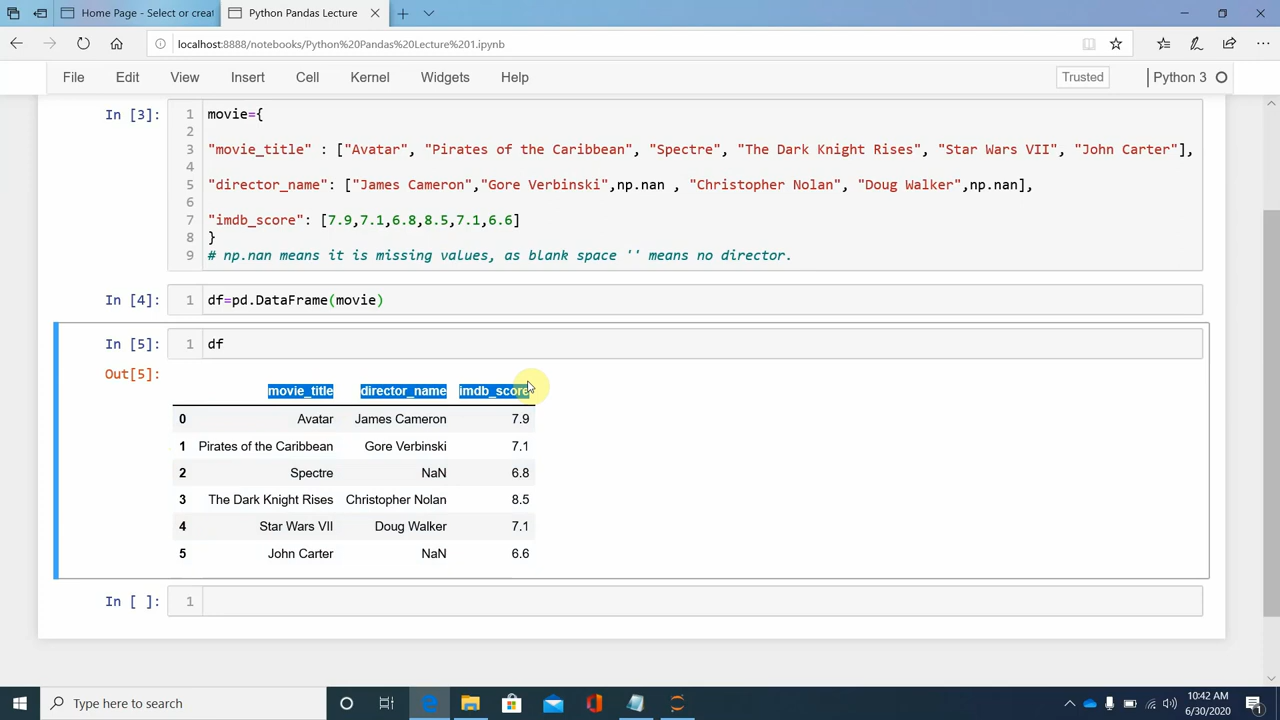 Home Page - Select or creat
Python Pandas Lecture
localhost:8888/notebooks/Python%20Pandas%20Lecture%201.ipynb
File Edit View Insert Cell Kernel Widgets Help Trusted Python 3
In [3]: 1 movie={
2
3 "movie_title" : ["Avatar", "Pirates of the Caribbean", "Spectre", "The Dark Knight Rises", "Star Wars VII", "John Carter"],
4
5 "director_name": ["James Cameron","Gore Verbinski",np.nan , "Christopher Nolan", "Doug Walker",np.nan],
6
7 "imdb_score": [7.9,7.1,6.8,8.5,7.1,6.6]
8 }
9 # np.nan means it is missing values, as blank space '' means no director.
In [4]: 1 df=pd.DataFrame(movie)
In [5]: 1 df
Out[5]:
movie_title director_name imdb_score
0 Avatar James Cameron 7.9
1 Pirates of the Caribbean Gore Verbinski 7.1
2 Spectre NaN 6.8
3 The Dark Knight Rises Christopher Nolan 8.5
4 Star Wars VII Doug Walker 7.1
5 John Carter NaN 6.6
In [ ]: 1
Type here to search
10:42 AM
6/30/2020
1